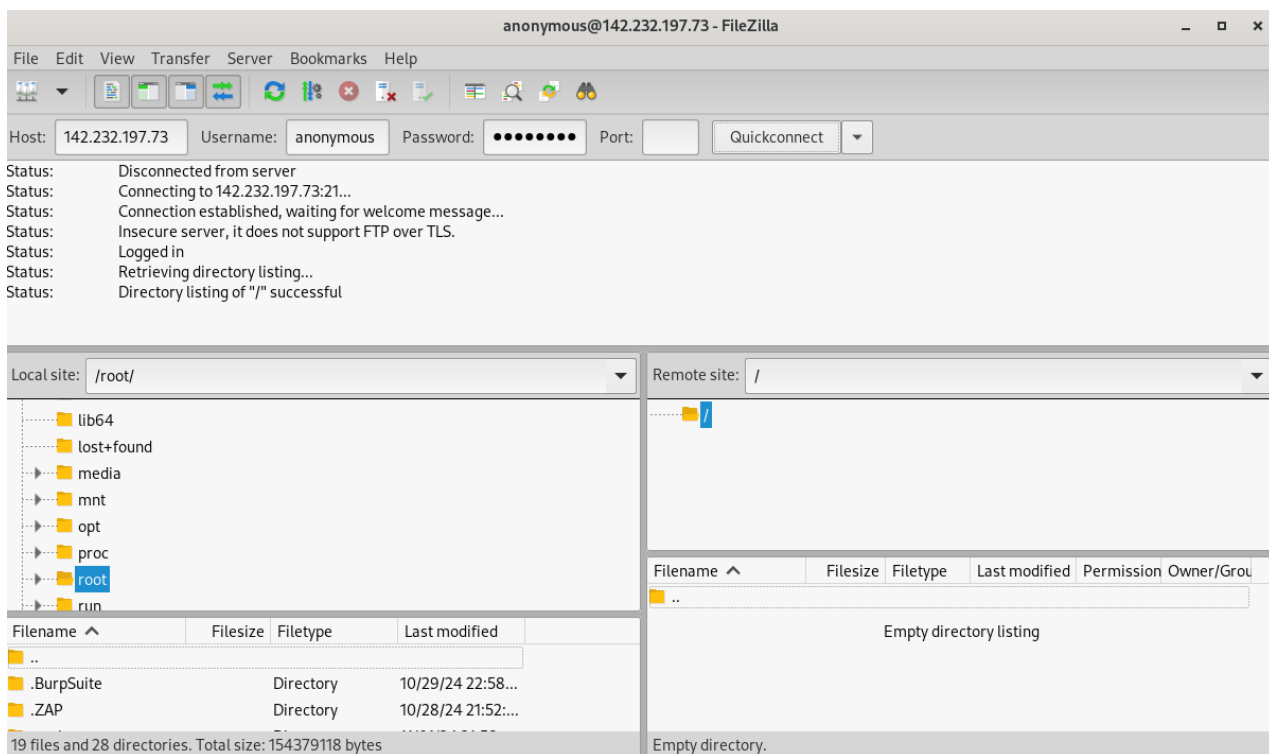 anonymous@142.232.197.73 - FileZilla
File Edit View Transfer Server Bookmarks Help
Host: 142.232.197.73 Username: anonymous Password: ●●●●●●●● Port: Quickconnect
Status: Disconnected from server
Status: Connecting to 142.232.197.73:21...
Status: Connection established, waiting for welcome message...
Status: Insecure server, it does not support FTP over TLS.
Status: Logged in
Status: Retrieving directory listing...
Status: Directory listing of "/" successful
Local site: /root/
lib64
lost+found
media
mnt
opt
proc
root
run
Filename Filesize Filetype Last modified
..
.BurpSuite Directory 10/29/24 22:58...
.ZAP Directory 10/28/24 21:52:...
19 files and 28 directories. Total size: 154379118 bytes
Remote site: /
/
Filename Filesize Filetype Last modified Permission Owner/Grou
..
Empty directory listing
Empty directory.